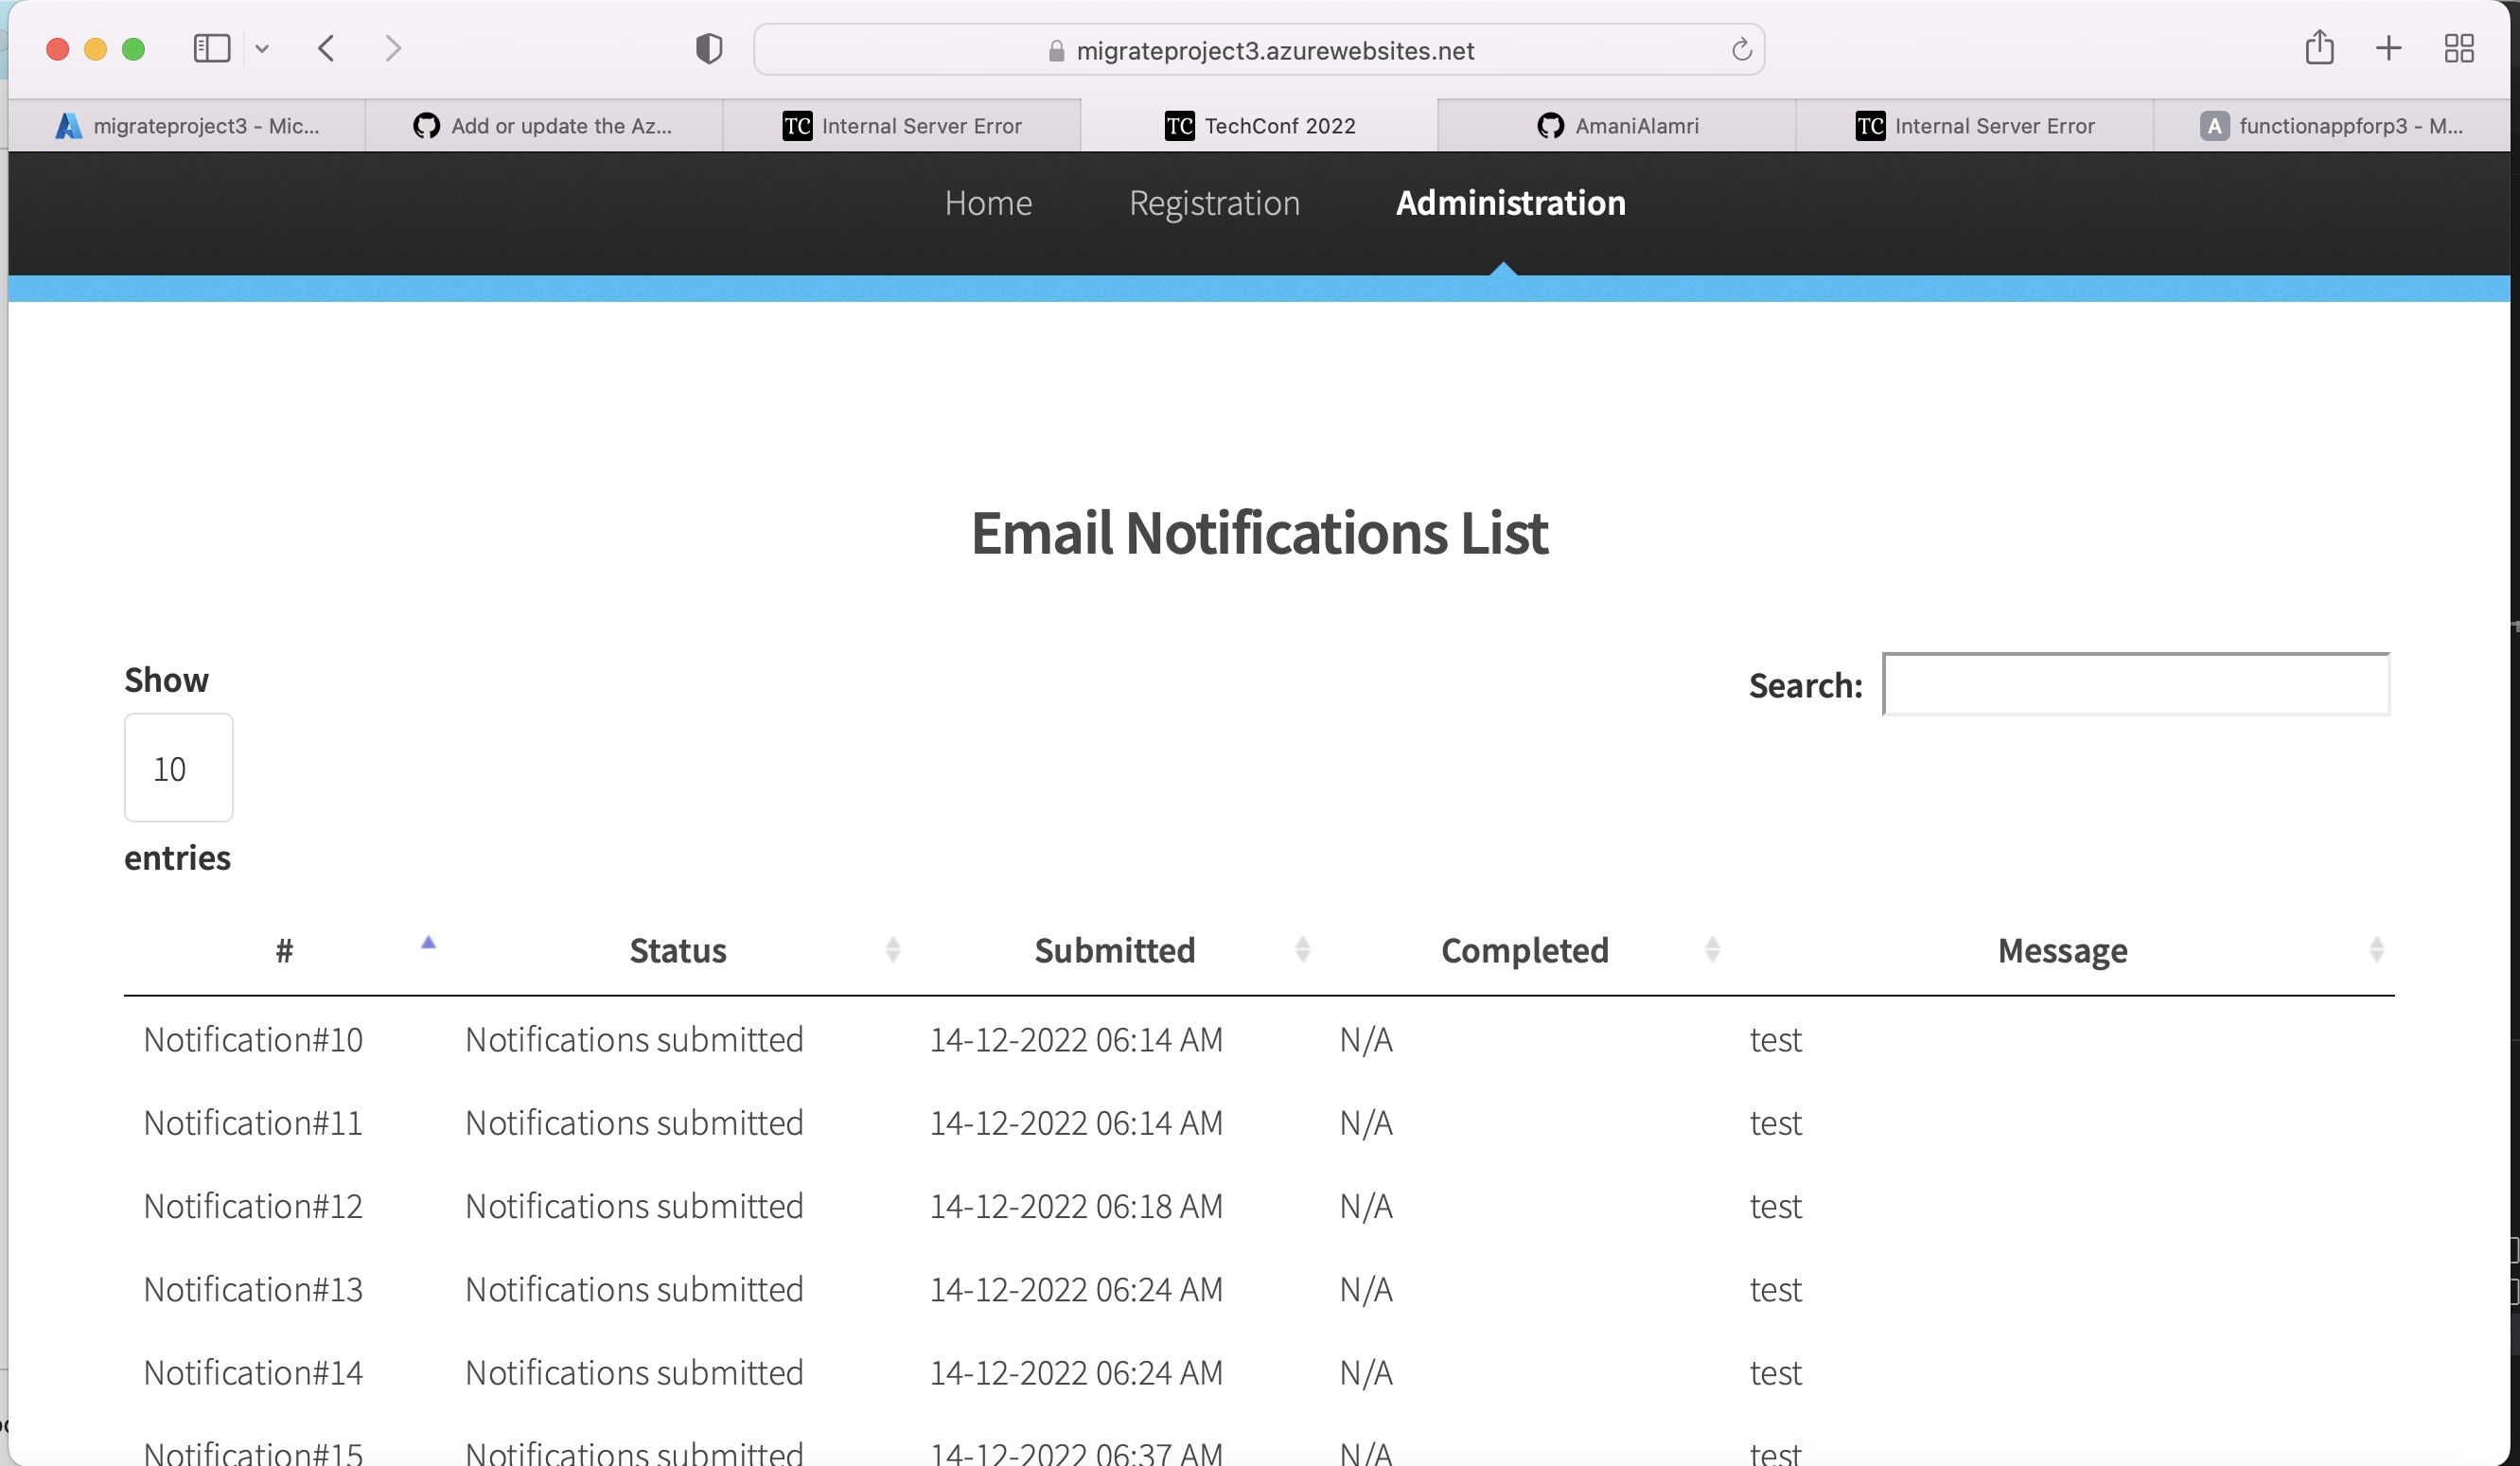 migrateproject3.azurewebsites.net
migrateproject3 - Mic...
Add or update the Az...
TC Internal Server Error
TC TechConf 2022
AmaniAlamri
TC Internal Server Error
A functionappforp3 - M...
Home Registration Administration
Email Notifications List
Show
Search:
10
entries
# Status Submitted Completed Message
Notification#10 Notifications submitted 14-12-2022 06:14 AM N/A test
Notification#11 Notifications submitted 14-12-2022 06:14 AM N/A test
Notification#12 Notifications submitted 14-12-2022 06:18 AM N/A test
Notification#13 Notifications submitted 14-12-2022 06:24 AM N/A test
Notification#14 Notifications submitted 14-12-2022 06:24 AM N/A test
Notification#15 Notifications submitted 14-12-2022 06:37 AM N/A test